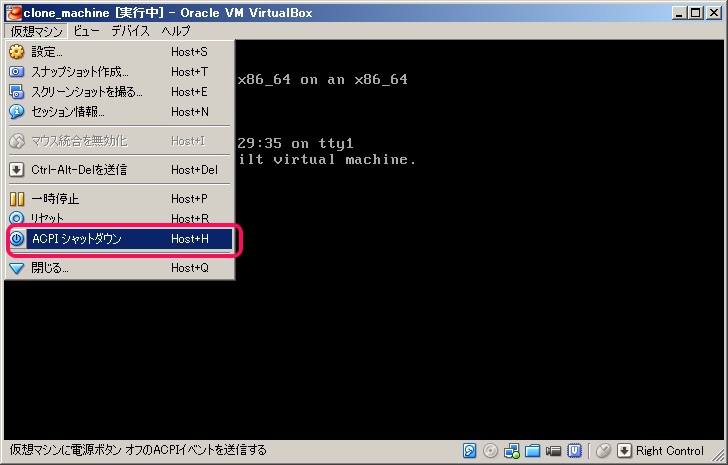 clone_machine [実行中] - Oracle VM VirtualBox
仮想マシン ビュー デバイス ヘルプ
設定... Host+S
スナップショット作成... Host+T
スクリーンショットを撮る... Host+E
セッション情報... Host+N
マウス統合を無効化 Host+I
Ctrl-Alt-Delを送信 Host+Del
一時停止 Host+P
リセット Host+R
ACPI シャットダウン Host+H
閉じる... Host+Q
x86_64 on an x86_64
29:35 on tty1
ilt virtual machine.
仮想マシンに電源ボタン オフのACPIイベントを送信する
Right Control